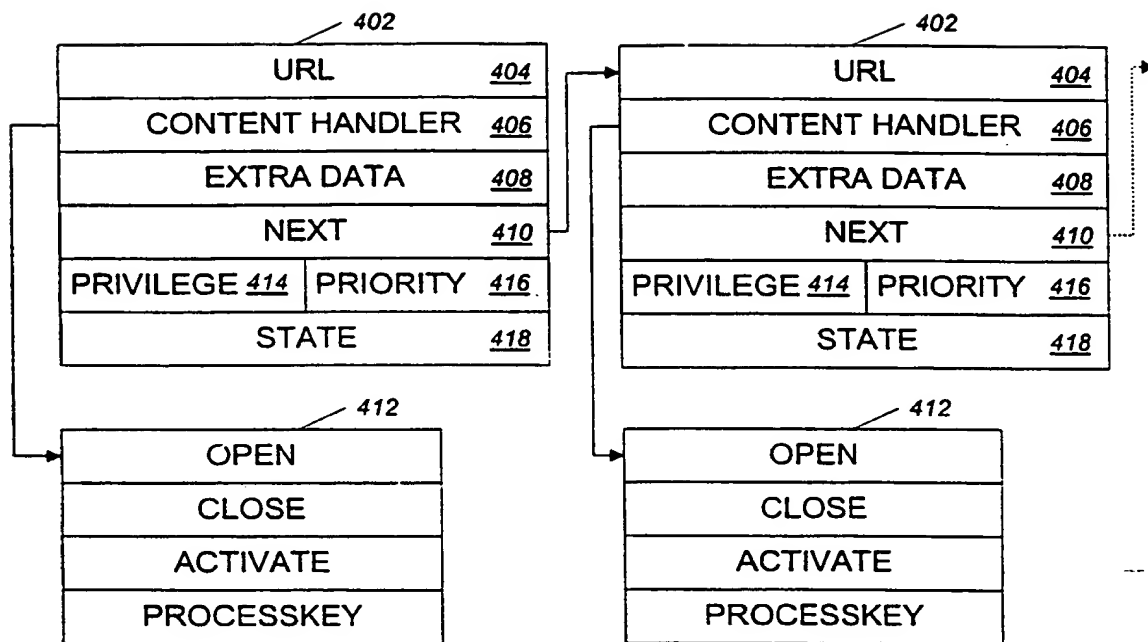 402
URL 404
CONTENT HANDLER 406
EXTRA DATA 408
NEXT 410
PRIVILEGE 414 PRIORITY 416
STATE 418
412
OPEN
CLOSE
ACTIVATE
PROCESSKEY
402
URL 404
CONTENT HANDLER 406
EXTRA DATA 408
NEXT 410
PRIVILEGE 414 PRIORITY 416
STATE 418
412
OPEN
CLOSE
ACTIVATE
PROCESSKEY